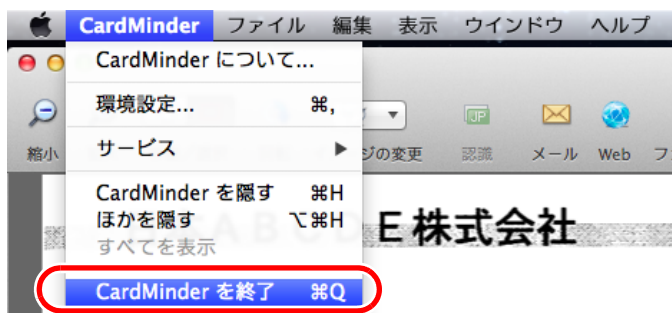 CardMinder ファイル 編集 表示 ウインドウ ヘルプ
CardMinder について...
環境設定... ⌘,
サービス ▶
CardMinder を隠す ⌘H
ほかを隠す ⌥⌘H
すべてを表示
CardMinder を終了 ⌘Q
JP
縮小 ジの変更 認識 メール Web フ
A B C D E 株式会社